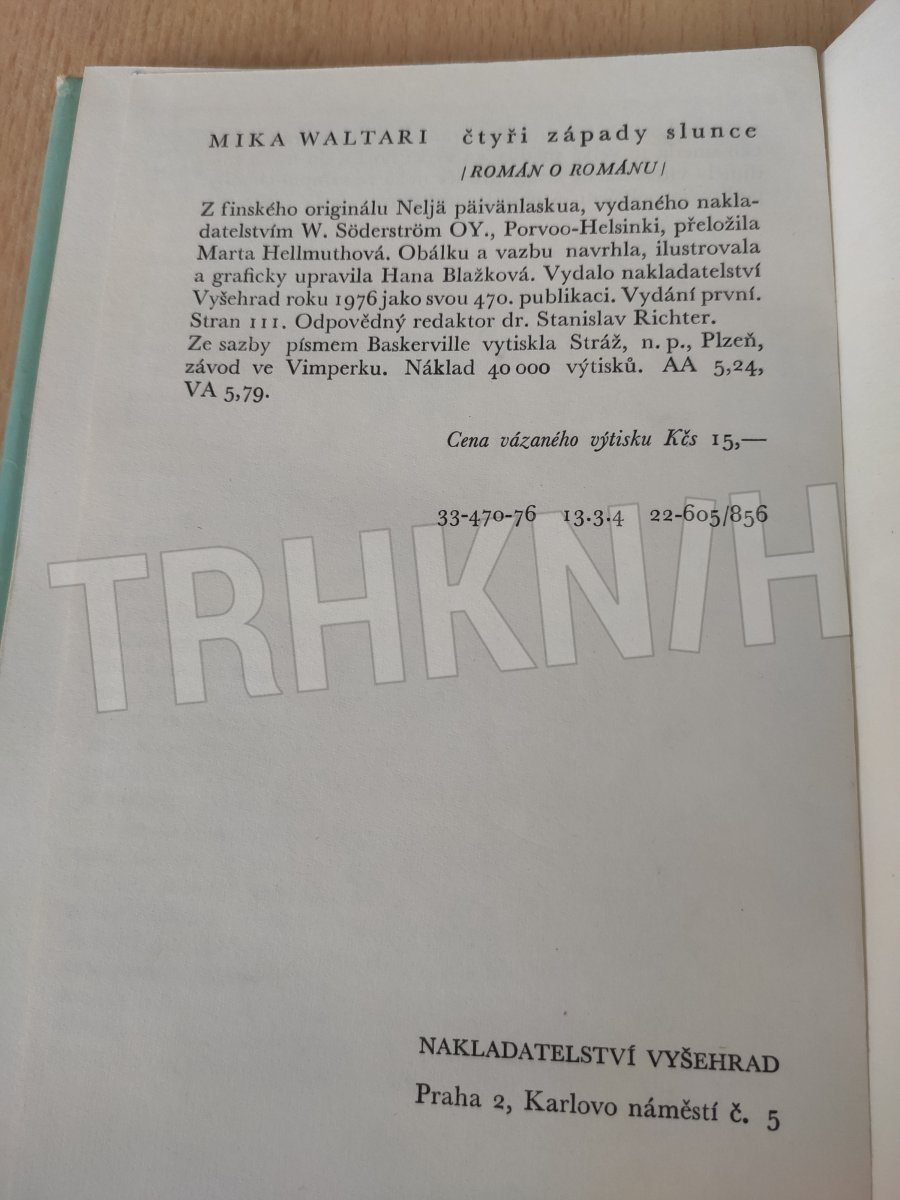 MIKA WALTARI čtyři západy slunce
/ROMÁN O ROMÁNU/
Z finského originálu Neljä päivänlaskua, vydaného nakla-
datelstvím W. Söderström OY., Porvoo-Helsinki, přeložila
Marta Hellmuthová. Obálku a vazbu navrhla, ilustrovala
a graficky upravila Hana Blažková. Vydalo nakladatelství
Vyšehrad roku 1976 jako svou 470. publikaci. Vydání první.
Stran 111. Odpovědný redaktor dr. Stanislav Richter.
Ze sazby písmem Baskerville vytiskla Stráž, n. p., Plzeň,
závod ve Vimperku. Náklad 40 000 výtisků. AA 5,24,
VA 5,79.
Cena vázaného výtisku Kčs 15,—
33-470-76 13.3.4 22-605/856
TRHKNIH
NAKLADATELSTVÍ VYŠEHRAD
Praha 2, Karlovo náměstí č. 5